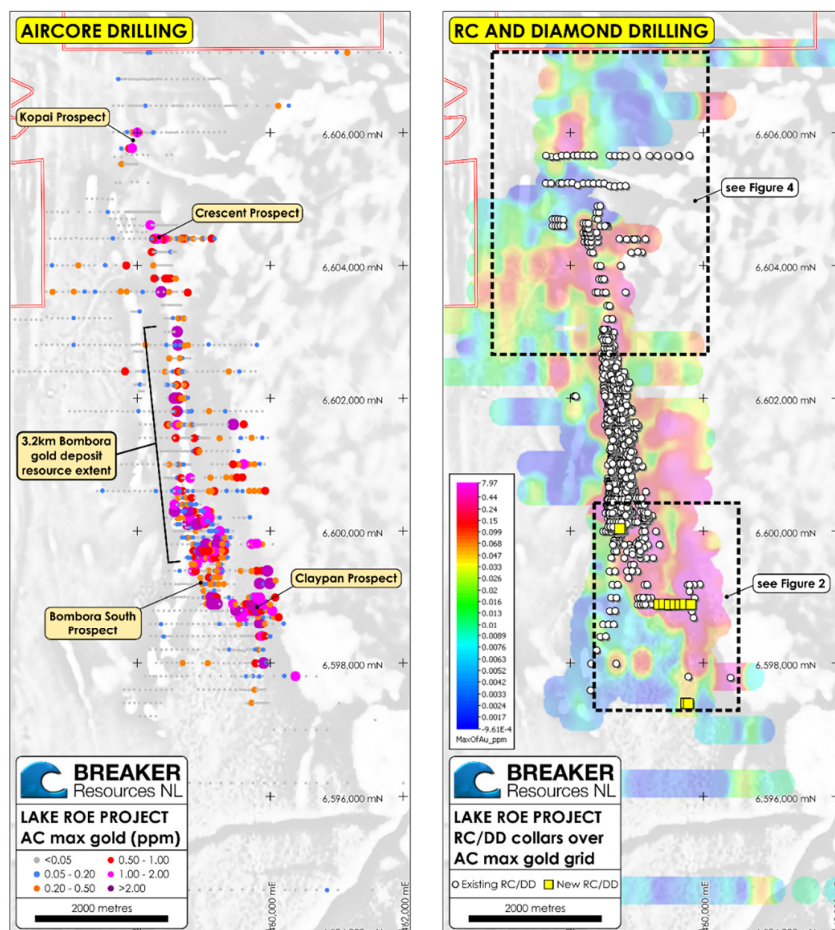 AIRCORE DRILLING
Kopai Prospect
6,606,000 mN
Crescent Prospect
6,604,000 mN
6,602,000 mN
3.2km Bombora
gold deposit
resource extent
6,600,000 mN
Claypan Prospect
Bombora South
Prospect
6,598,000 mN
6,596,000 mN
BREAKER
Resources NL
LAKE ROE PROJECT
AC max gold (ppm)
<0.05
0.05 - 0.20
0.20 - 0.50
0.50 - 1.00
1.00 - 2.00
>2.00
2000 metres
RC AND DIAMOND DRILLING
6,606,000 mN
see Figure 4
6,604,000 mN
6,602,000 mN
7.97
0.24
0.15
0.099
0.068
0.047
0.033
0.026
0.020
0.016
0.013
0.010
0.0089
0.0076
0.0063
0.0052
0.0042
0.0033
0.0024
0.0017
-9.61E-4
MaxOfAu_ppm
6,600,000 mN
see Figure 2
6,598,000 mN
6,596,000 mN
BREAKER
Resources NL
LAKE ROE PROJECT
RC/DD collars over
AC max gold grid
Existing RC/DD
New RC/DD
2000 metres